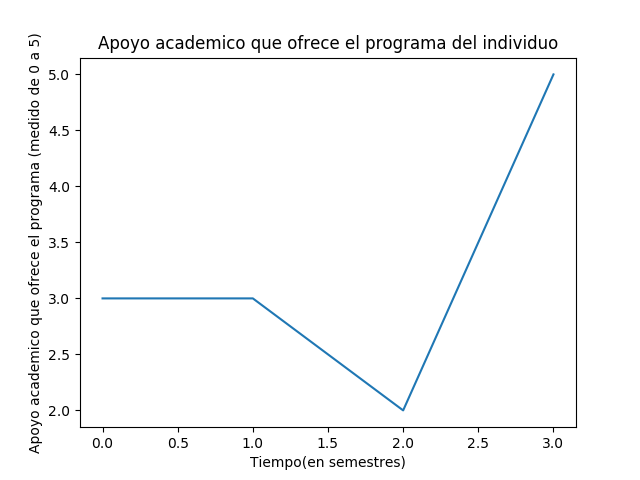 Apoyo academico que ofrece el programa del individuo
Apoyo academico que ofrece el programa (medido de 0 a 5)
5.0
4.5
4.0
3.5
3.0
2.5
2.0
0.0 0.5 1.0 1.5 2.0 2.5 3.0
Tiempo(en semestres)